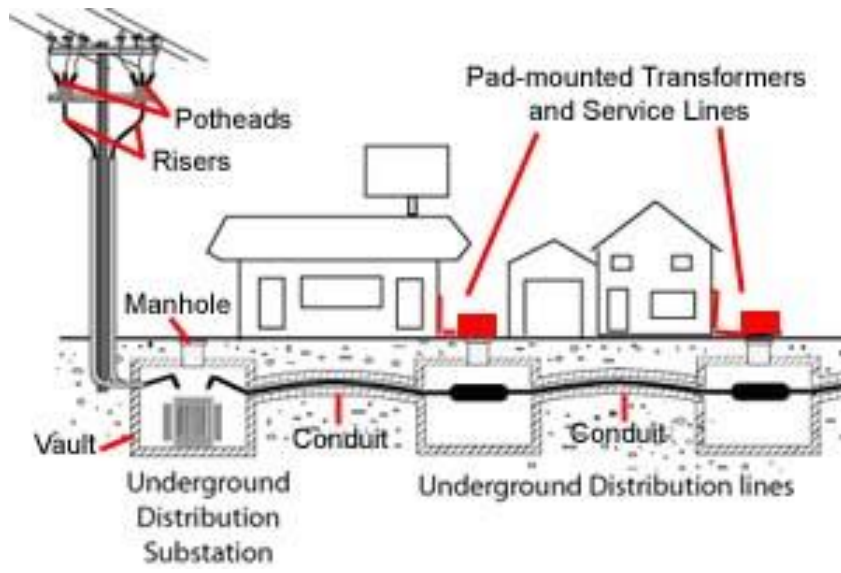 Pad-mounted Transformers
and Service Lines
Potheads
Risers
Manhole
Vault
Conduit
Conduit
Underground
Distribution
Substation
Underground Distribution lines